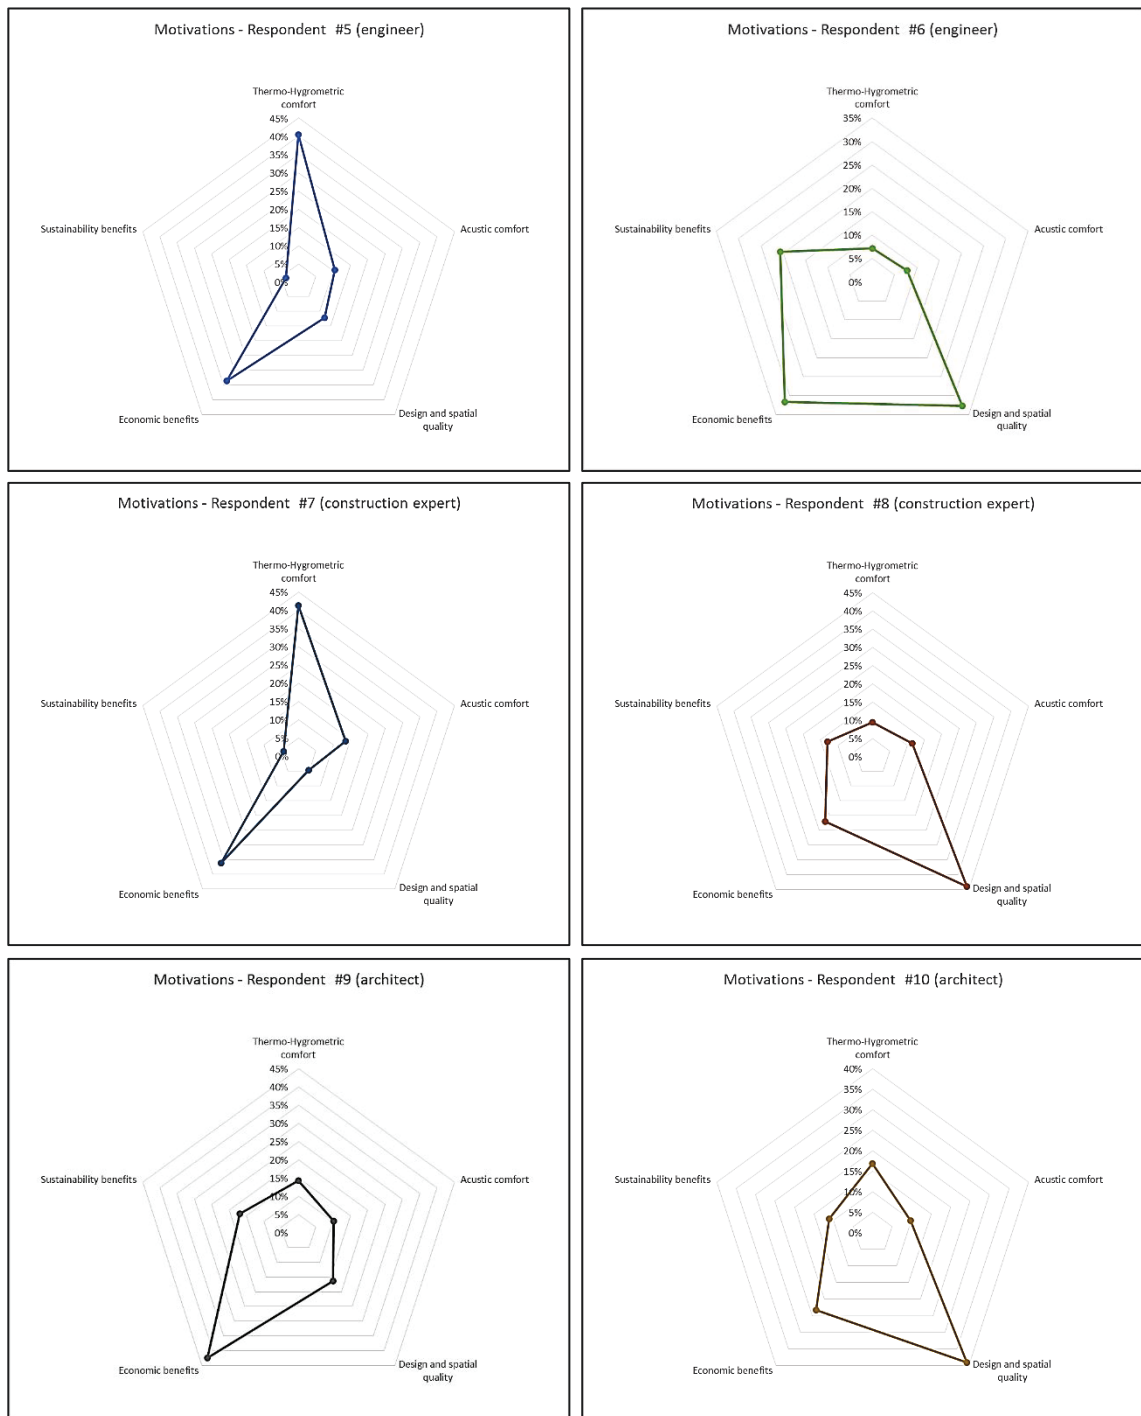 Motivations - Respondent #5 (engineer)
Thermo-Hygrometric
comfort
45%
40%
35%
30%
25%
20%
15%
10%
5%
0%
Sustainability benefits
Acustic comfort
Economic benefits
Design and spatial
quality
Motivations - Respondent #6 (engineer)
Thermo-Hygrometric
comfort
35%
30%
25%
20%
15%
10%
5%
0%
Sustainability benefits
Acustic comfort
Economic benefits
Design and spatial
quality
Motivations - Respondent #7 (construction expert)
Thermo-Hygrometric
comfort
45%
40%
35%
30%
25%
20%
15%
10%
5%
0%
Sustainability benefits
Acustic comfort
Economic benefits
Design and spatial
quality
Motivations - Respondent #8 (construction expert)
Thermo-Hygrometric
comfort
45%
40%
35%
30%
25%
20%
15%
10%
5%
0%
Sustainability benefits
Acustic comfort
Economic benefits
Design and spatial
quality
Motivations - Respondent #9 (architect)
Thermo-Hygrometric
comfort
45%
40%
35%
30%
25%
20%
15%
10%
5%
0%
Sustainability benefits
Acustic comfort
Economic benefits
Design and spatial
quality
Motivations - Respondent #10 (architect)
Thermo-Hygrometric
comfort
40%
35%
30%
25%
20%
15%
10%
5%
0%
Sustainability benefits
Acustic comfort
Economic benefits
Design and spatial
quality